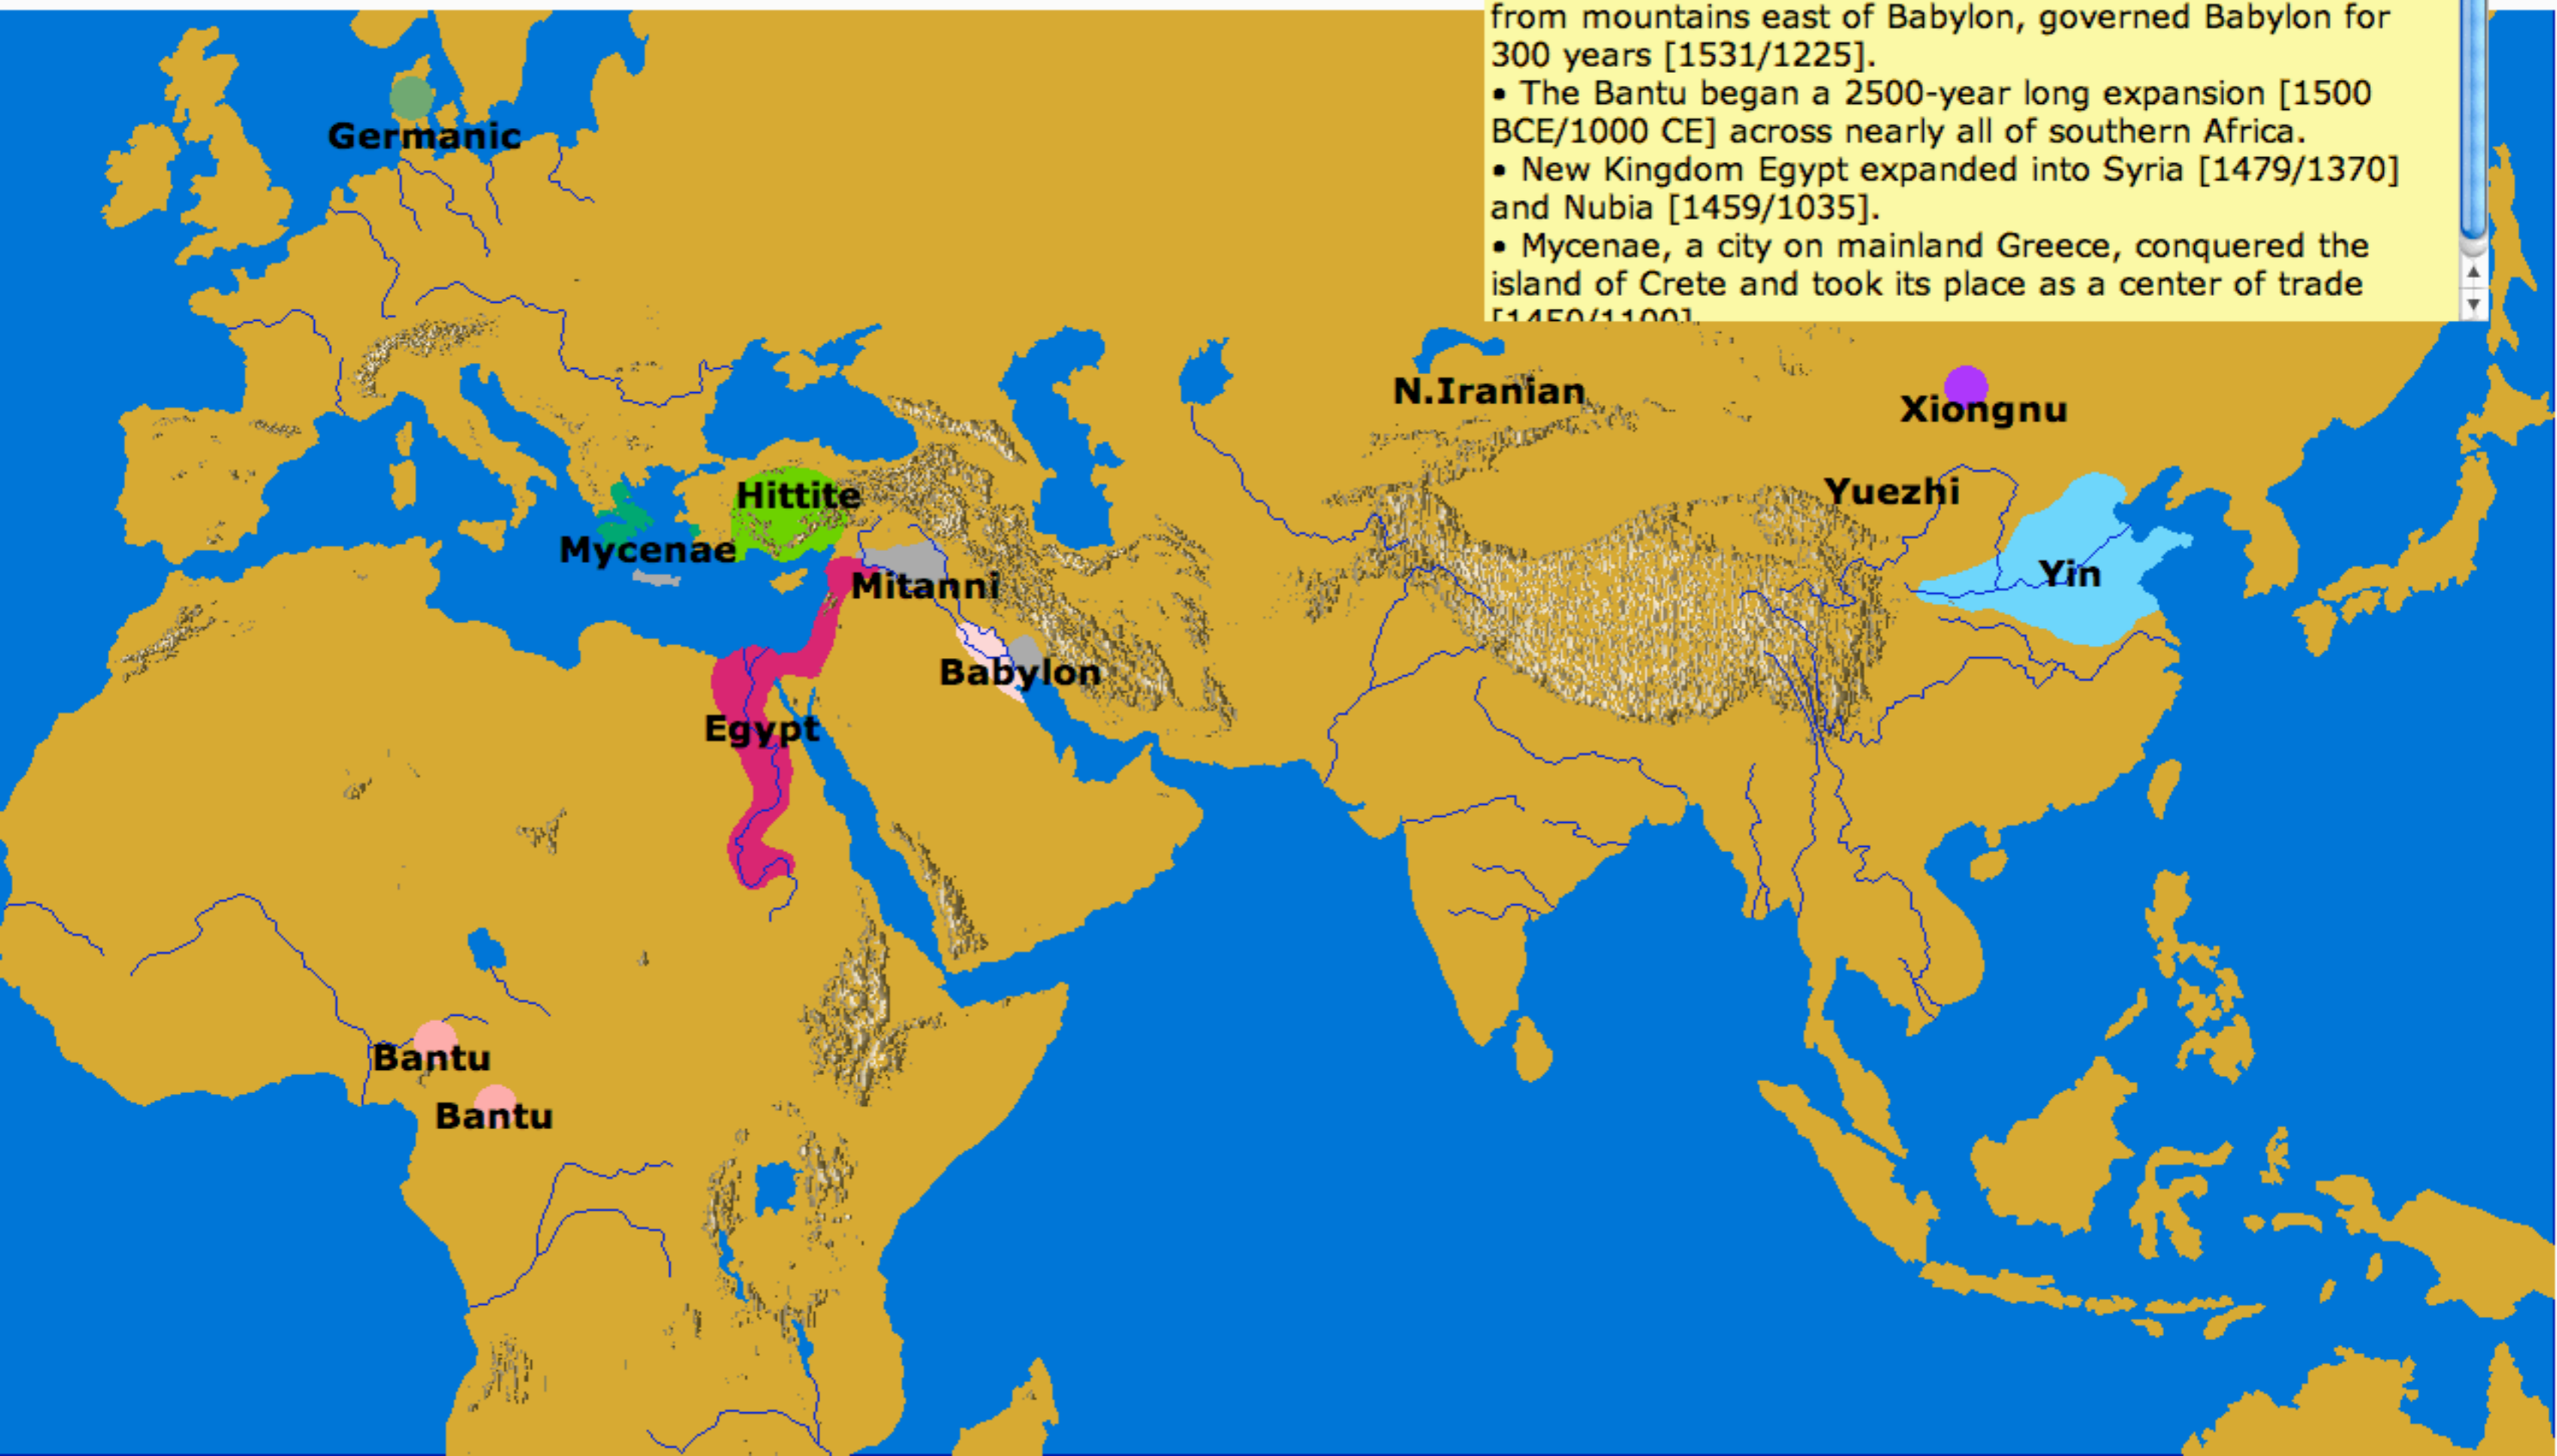 from mountains east of Babylon, governed Babylon for
300 years [1531/1225].
• The Bantu began a 2500-year long expansion [1500
BCE/1000 CE] across nearly all of southern Africa.
• New Kingdom Egypt expanded into Syria [1479/1370]
and Nubia [1459/1035].
• Mycenae, a city on mainland Greece, conquered the
island of Crete and took its place as a center of trade
[1450/1100]
Germanic
N.Iranian
Xiongnu
Hittite
Yuezhi
Mycenae
Mitanni
Yin
Babylon
Egypt
Bantu
Bantu